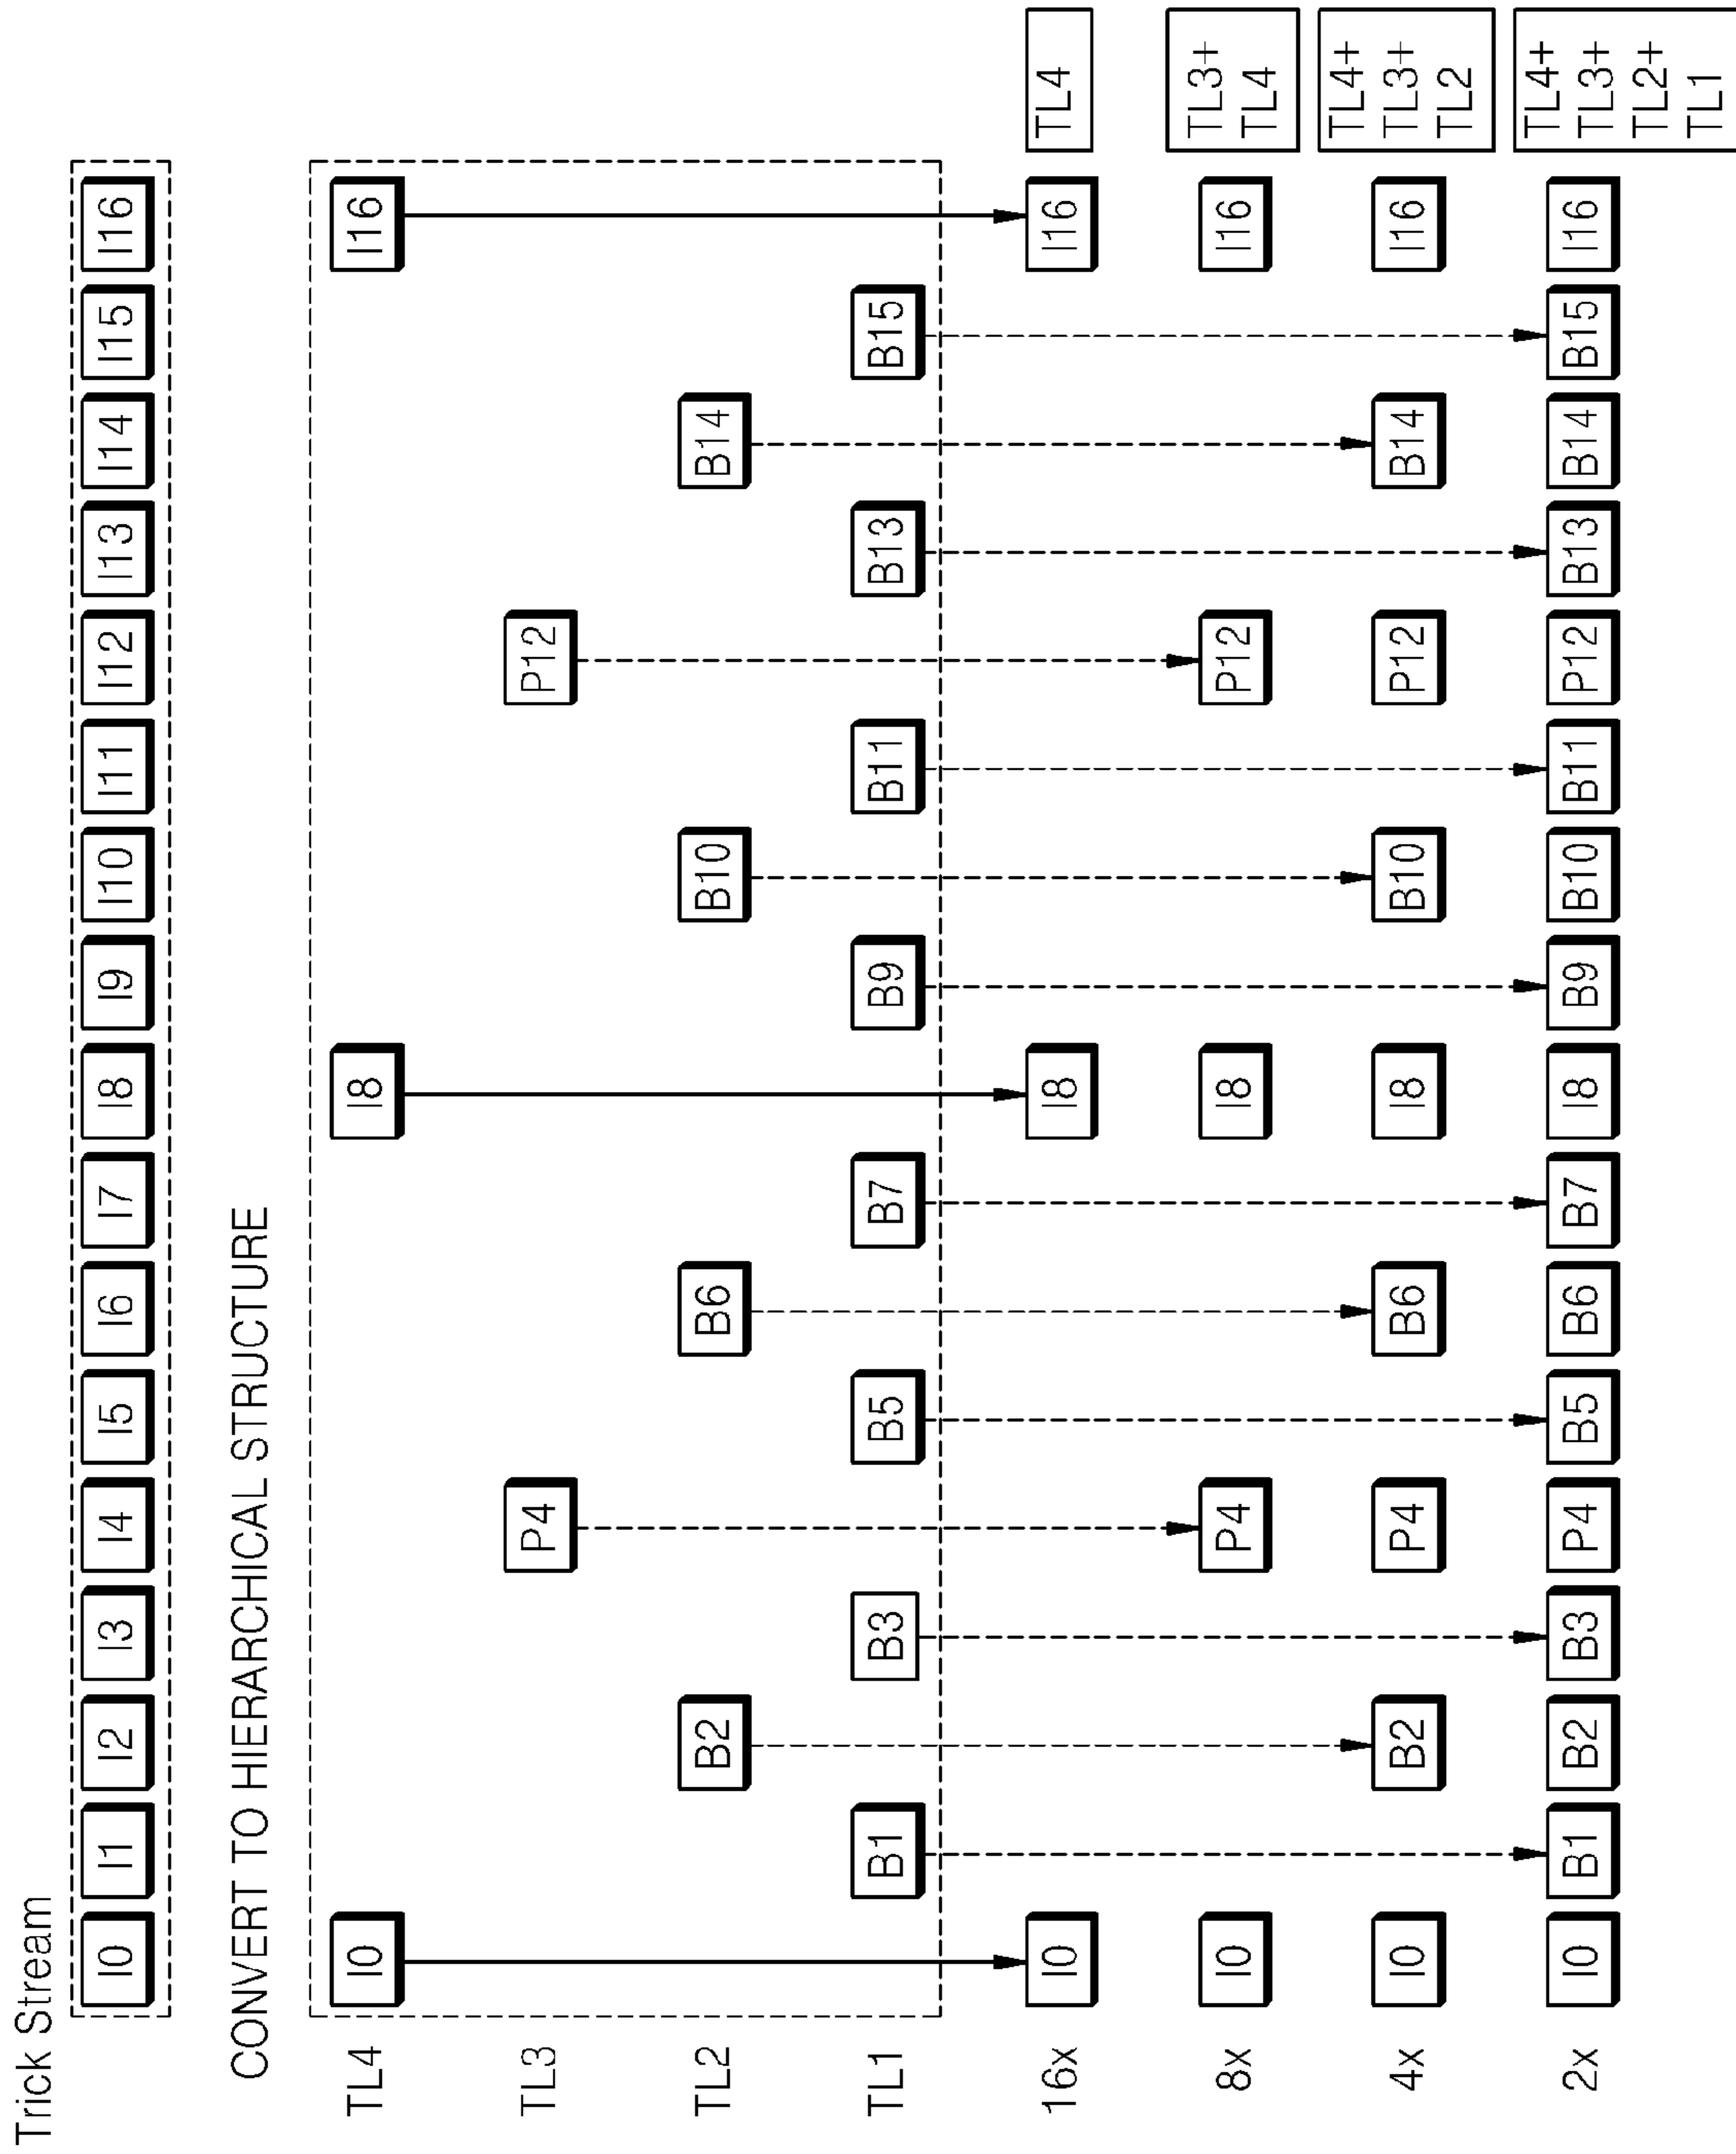 Trick Stream
I0 I1 I2 I3 I4 I5 I6 I7 I8 I9 I10 I11 I12 I13 I14 I15 I16
CONVERT TO HIERARCHICAL STRUCTURE
TL4 I0 I8 I16
TL3 P4 P12
TL2 B2 B6 B10 B14
TL1 B1 B3 B5 B7 B9 B11 B13 B15
16x I0 I8 I16 TL4
8x I0 P4 I8 P12 I16 TL3+
TL4
4x I0 B2 P4 B6 I8 B10 P12 B14 I16 TL4+
TL3+
TL2
2x I0 B1 B2 B3 P4 B5 B6 B7 I8 B9 B10 B11 P12 B13 B14 B15 I16 TL4+
TL3+
TL2+
TL1